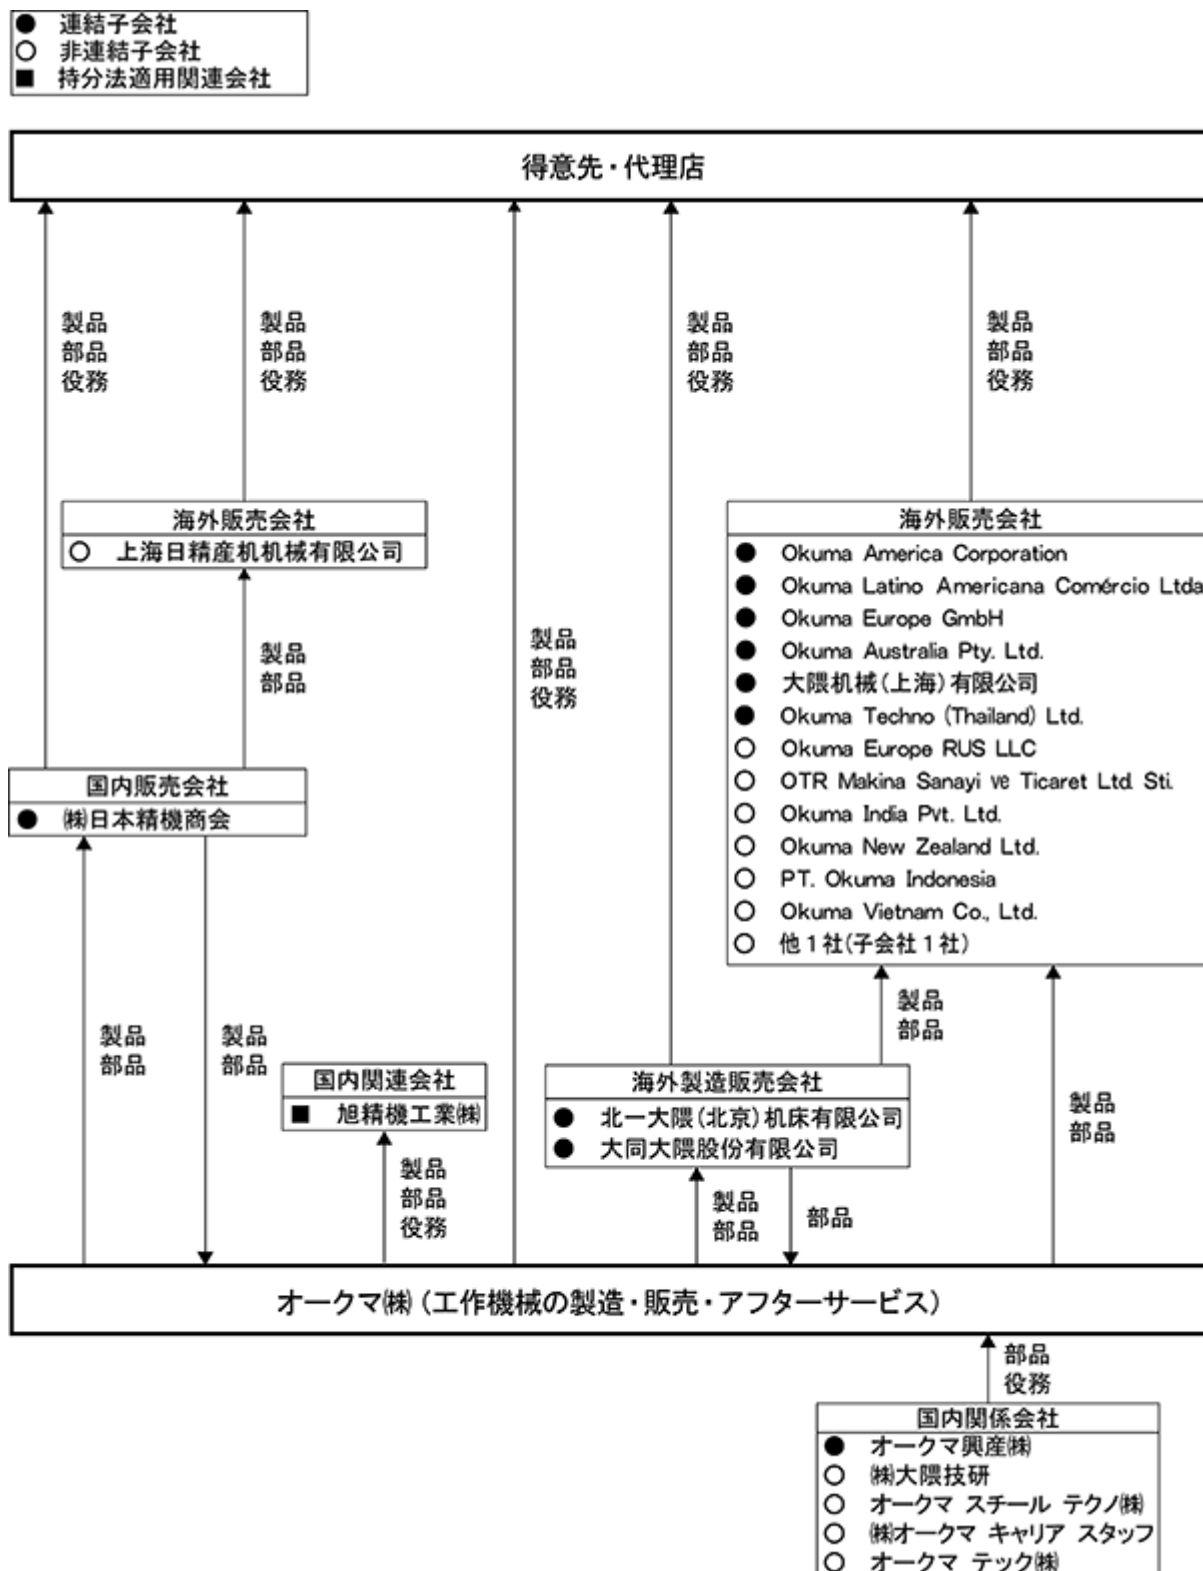 ● 連結子会社
○ 非連結子会社
■ 持分法適用関連会社
得意先・代理店
製品
部品
役務
製品
部品
役務
製品
部品
役務
製品
部品
役務
海外販売会社
○ 上海日精産机机械有限公司
海外販売会社
● Okuma America Corporation
● Okuma Latino Americana Comércio Ltda
● Okuma Europe GmbH
● Okuma Australia Pty. Ltd.
● 大隈机械(上海)有限公司
● Okuma Techno (Thailand) Ltd.
○ Okuma Europe RUS LLC
○ OTR Makina Sanayi ve Ticaret Ltd. Sti.
○ Okuma India Pvt. Ltd.
○ Okuma New Zealand Ltd.
○ PT. Okuma Indonesia
○ Okuma Vietnam Co., Ltd.
○ 他1社(子会社1社)
製品
部品
製品
部品
役務
国内販売会社
● ㈱日本精機商会
製品
部品
製品
部品
製品
部品
国内関連会社
■ 旭精機工業㈱
海外製造販売会社
● 北一大隈(北京)机床有限公司
● 大同大隈股份有限公司
製品
部品
製品
部品
役務
製品
部品
部品
オークマ㈱(工作機械の製造・販売・アフターサービス)
部品
役務
国内関係会社
● オークマ興産㈱
○ ㈱大隈技研
○ オークマ スチール テクノ㈱
○ ㈱オークマ キャリア スタッフ
○ オークマ テック㈱